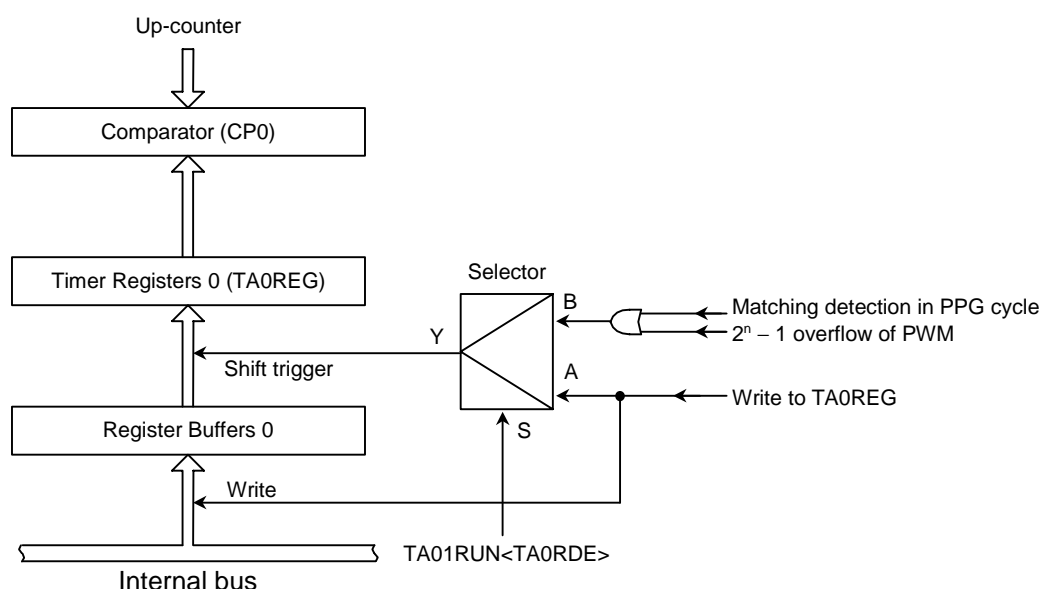 Up-counter
Comparator (CP0)
Timer Registers 0 (TA0REG)
Selector
B
Matching detection in PPG cycle
2ⁿ − 1 overflow of PWM
Y
Shift trigger
A
Write to TA0REG
Register Buffers 0
S
Write
TA01RUN<TA0RDE>
Internal bus